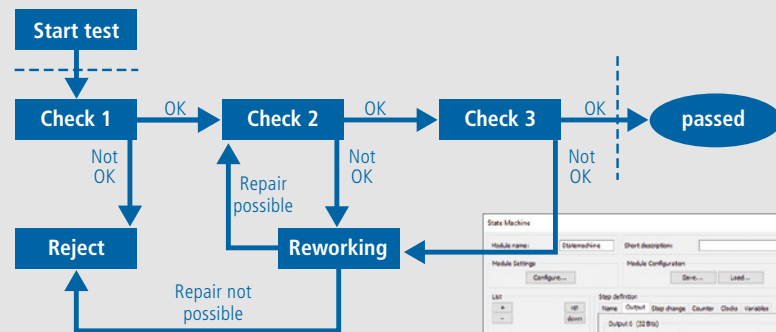 Start test
Check 1
OK
Check 2
OK
Check 3
OK
passed
Not
OK
Repair
possible
Not
OK
Not
OK
Reject
Reworking
Repair not
possible
State Machine
Module name:
Statemachine
Short description:
Module Settings
Module Configuration
Configure...
Save...
Load...
List
Step definition
+
up
Name Output Step change Counter Clocks Variables
-
down
Output 0 (32 Bits)